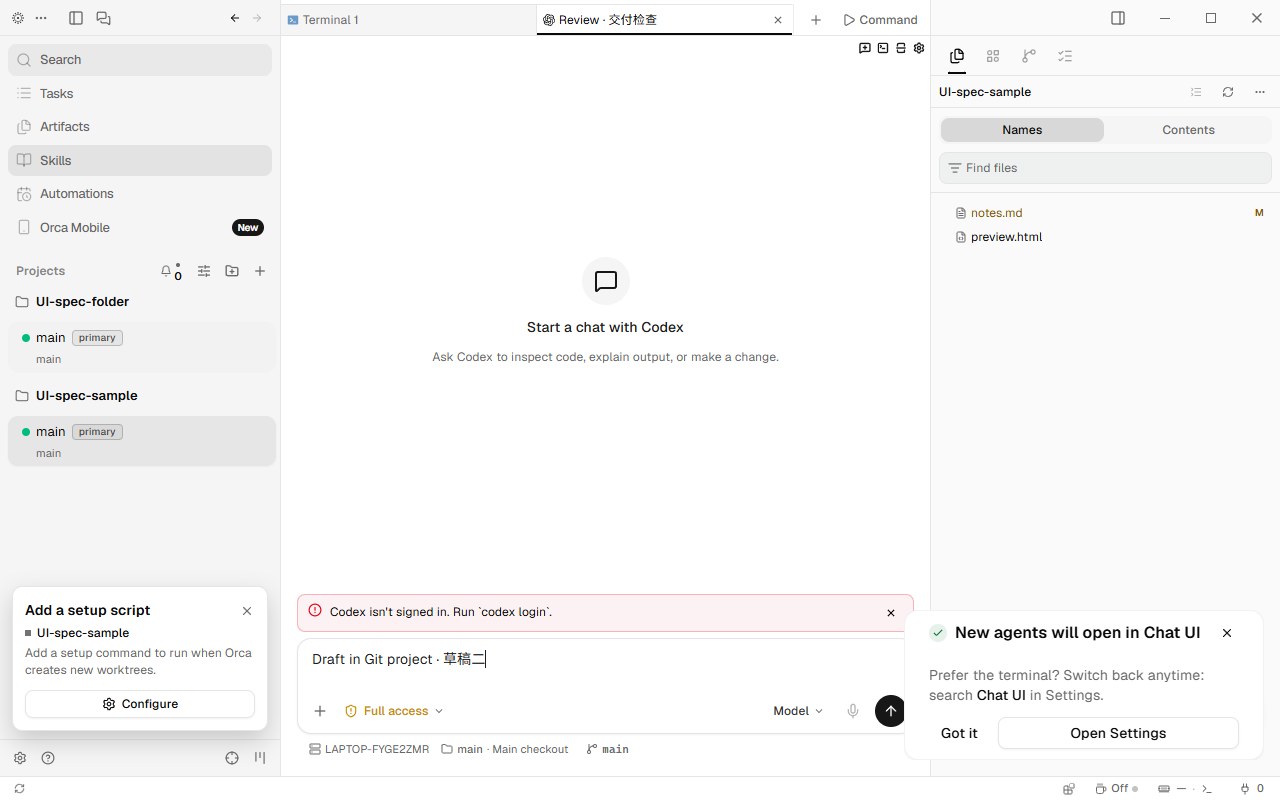 Terminal 1
Review · 交付检查
Command
Search
Tasks
Artifacts
Skills
Automations
Orca Mobile
New
Projects
0
UI-spec-folder
main primary
main
UI-spec-sample
main primary
main
Add a setup script
UI-spec-sample
Add a setup command to run when Orca
creates new worktrees.
Configure
Start a chat with Codex
Ask Codex to inspect code, explain output, or make a change.
Codex isn't signed in. Run `codex login`.
Draft in Git project · 草稿二
Full access
Model
LAPTOP-FYGE2ZMR
main · Main checkout
main
UI-spec-sample
Names
Contents
Find files
notes.md
M
preview.html
New agents will open in Chat UI
Prefer the terminal? Switch back anytime:
search Chat UI in Settings.
Got it
Open Settings
Off
— ·
0